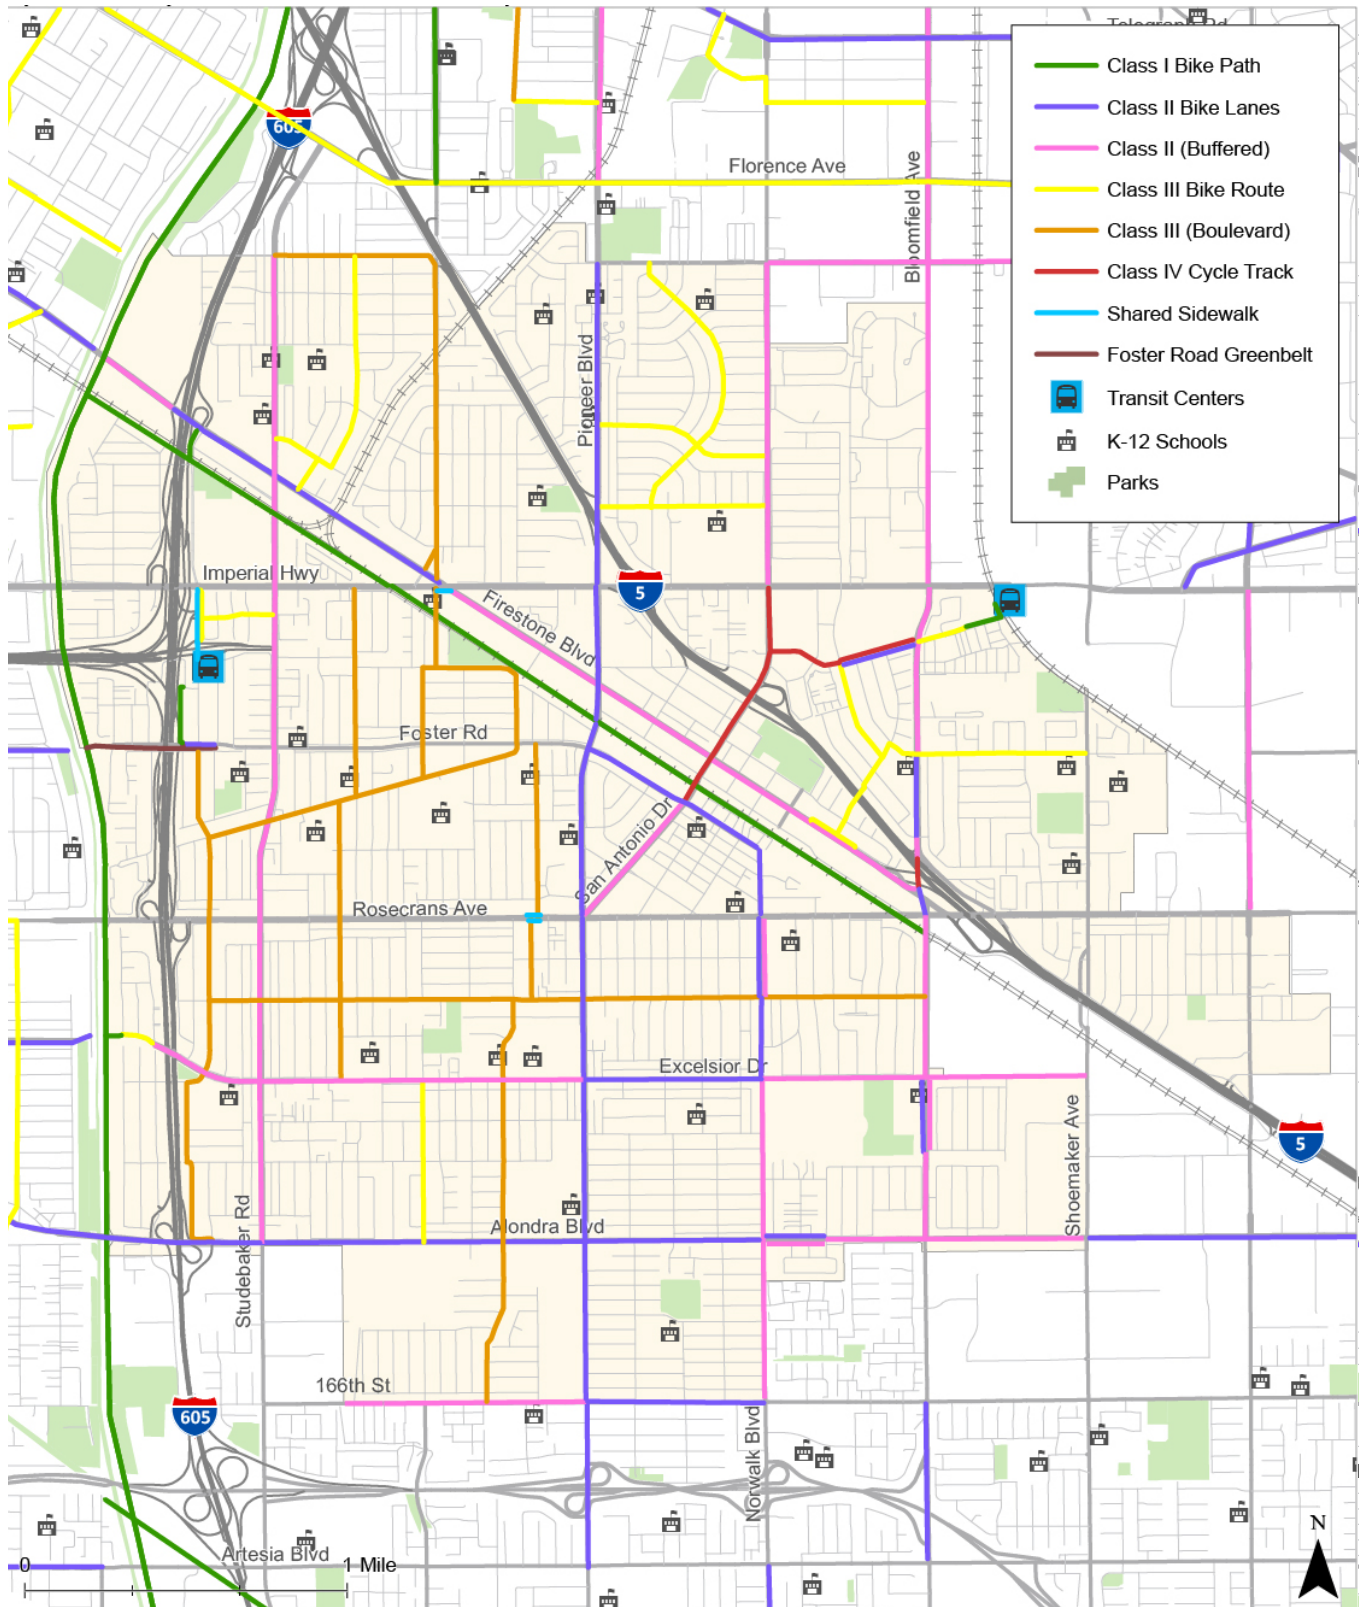 Telegraph Rd
Class I Bike Path
Class II Bike Lanes
Class II (Buffered)
Class III Bike Route
Class III (Boulevard)
Class IV Cycle Track
Shared Sidewalk
Foster Road Greenbelt
Transit Centers
K-12 Schools
Parks
605
Florence Ave
Bloomfield Ave
Pioneer Blvd
Imperial Hwy
5
Firestone Blvd
Foster Rd
San Antonio Dr
Rosecrans Ave
Excelsior Dr
Shoemaker Ave
5
Studebaker Rd
Alondra Blvd
166th St
605
Norwalk Blvd
Artesia Blvd
0
1 Mile
N